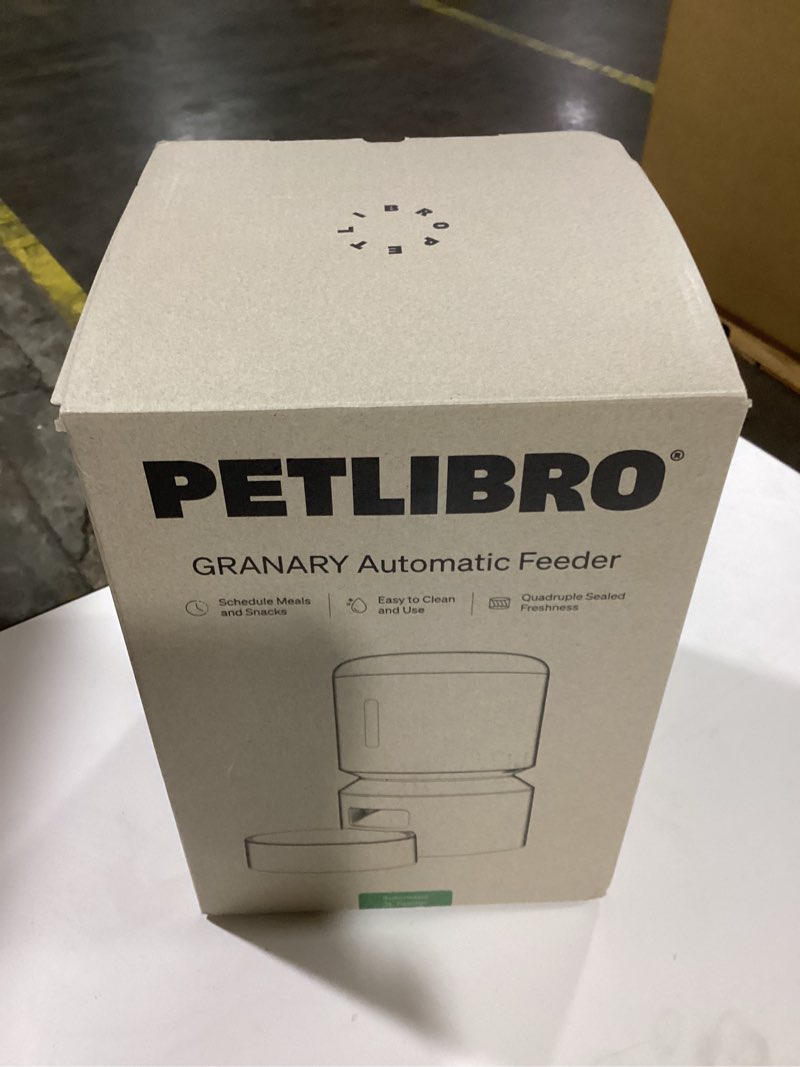 PETLIBRO
PETLIBRO®
GRANARY Automatic Feeder
Schedule Meals
and Snacks
Easy to Clean
and Use
Quadruple Sealed
Freshness